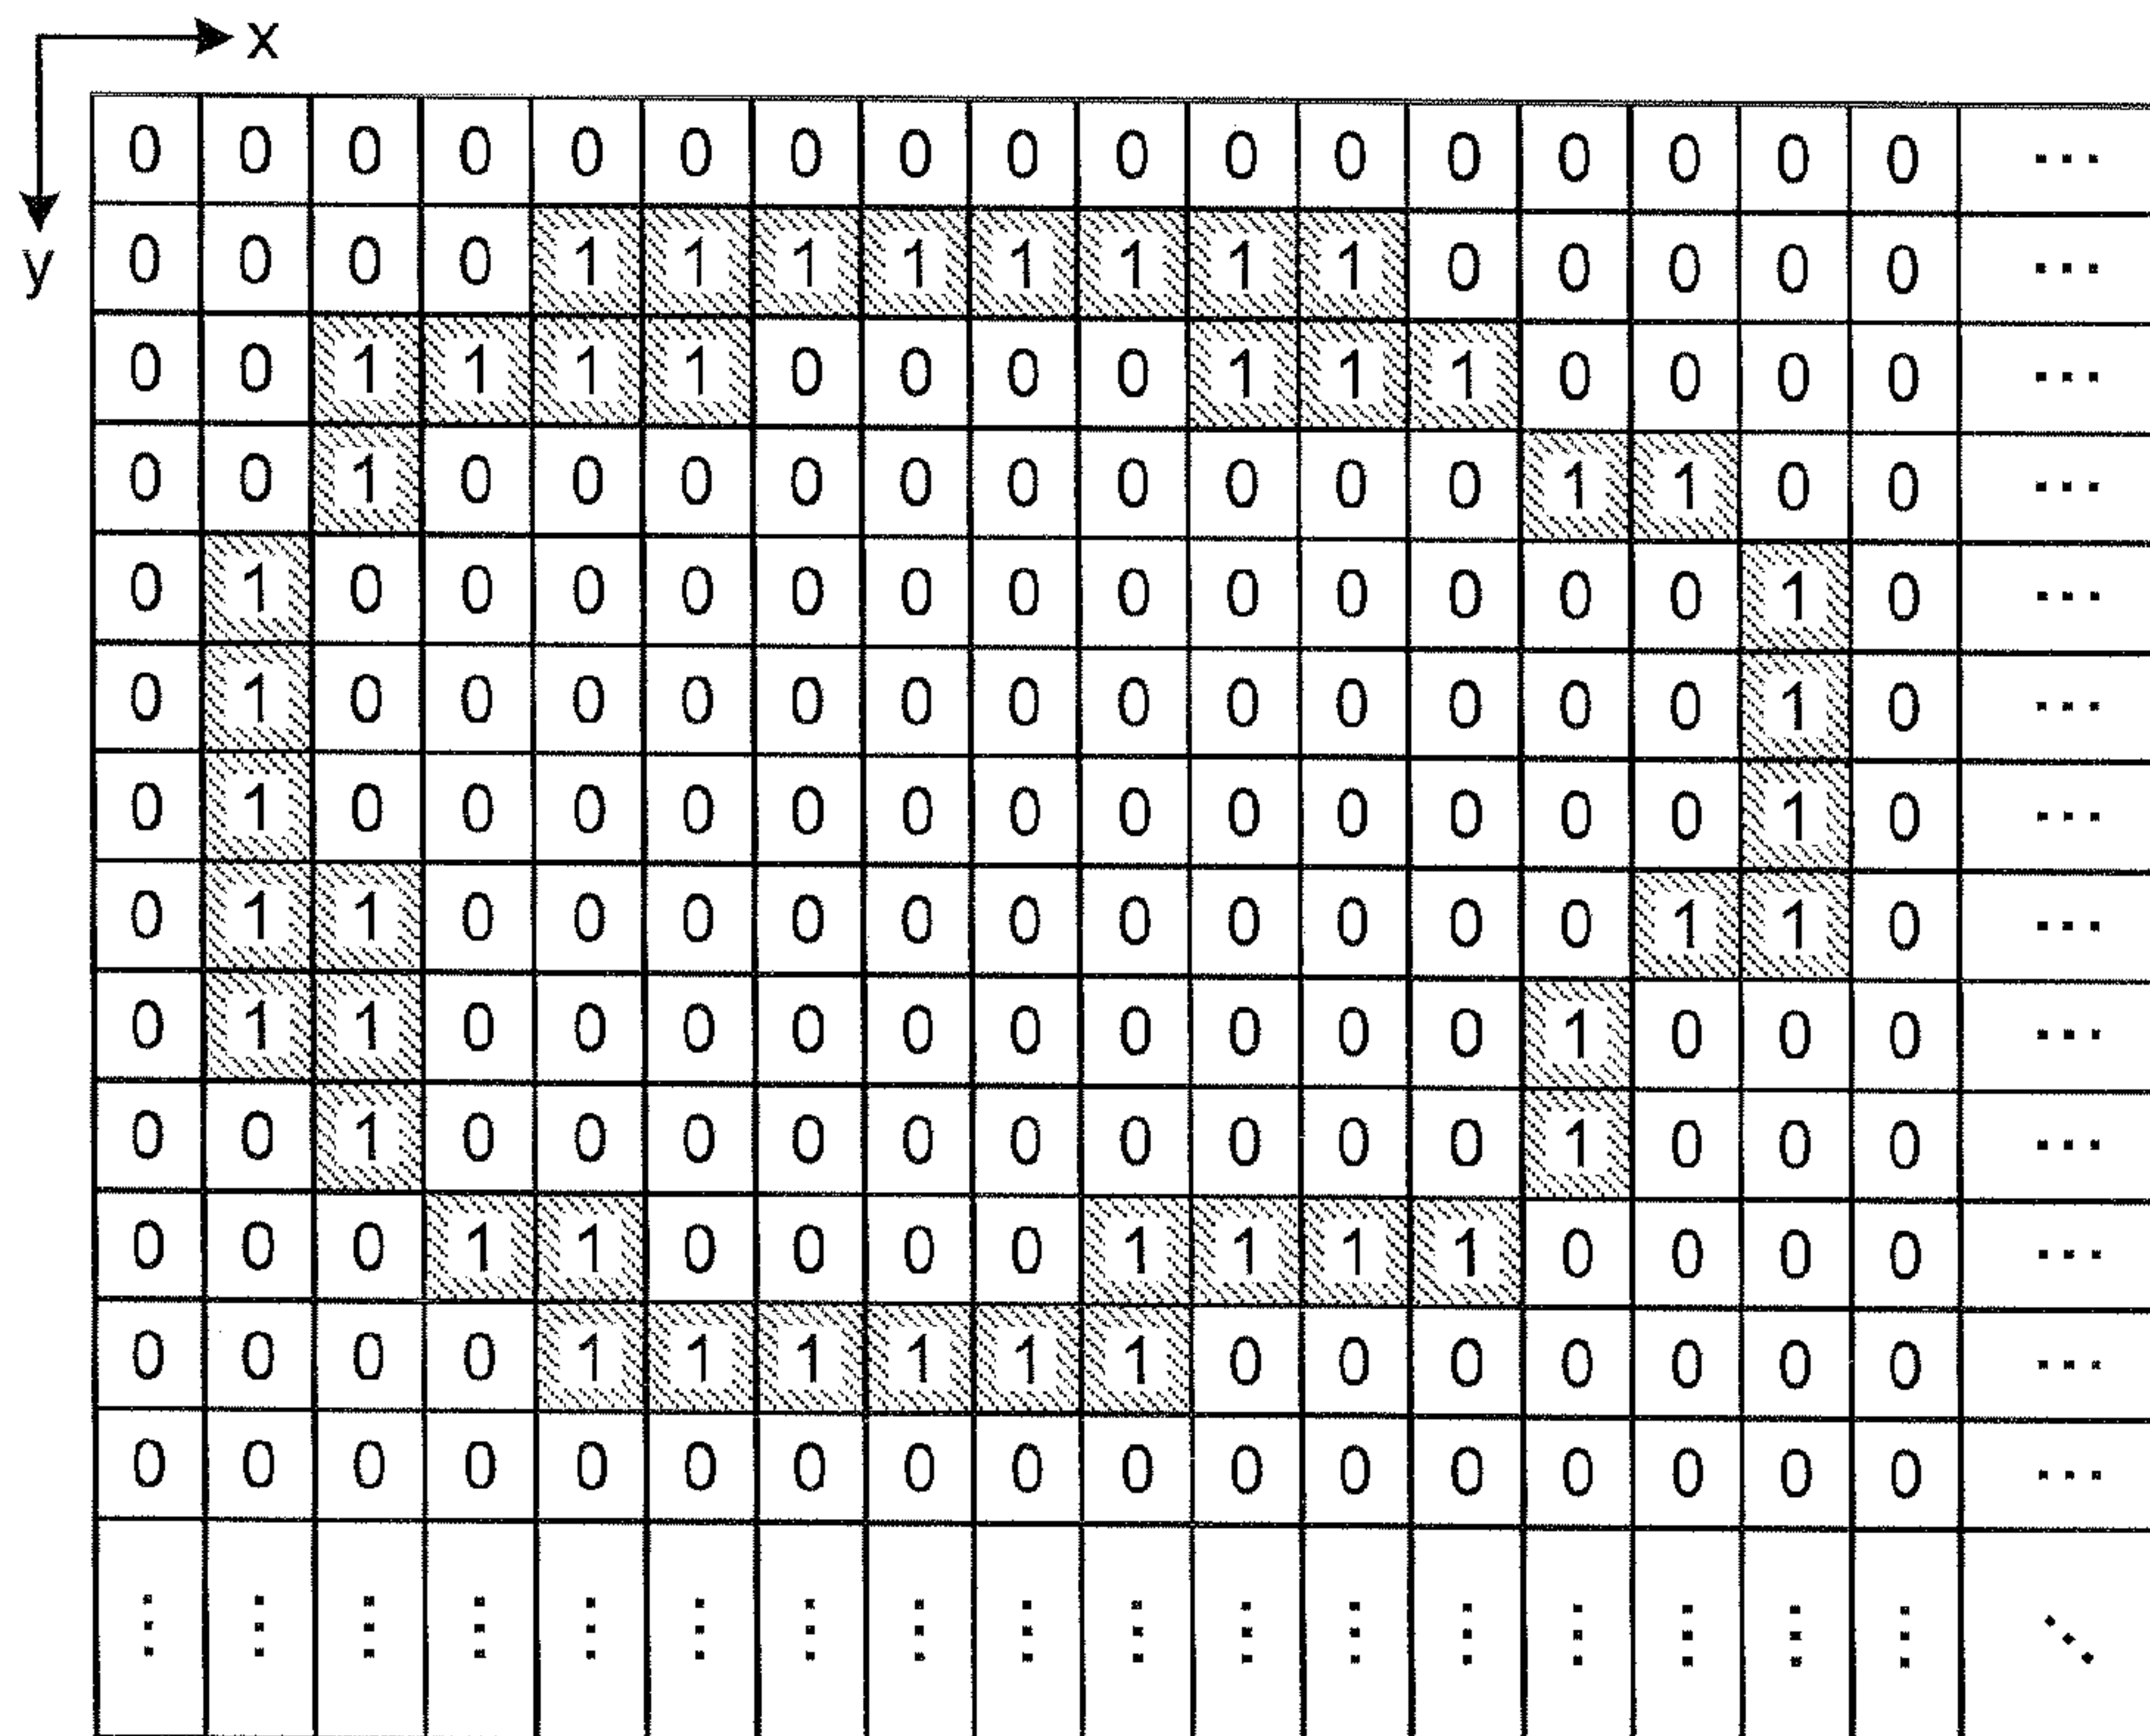 x
y
0 0 0 0 0 0 0 0 0 0 0 0 0 0 0 0 0 ...
0 0 0 0 1 1 1 1 1 1 1 1 0 0 0 0 0 ...
0 0 1 1 1 1 0 0 0 0 1 1 1 0 0 0 0 ...
0 0 1 0 0 0 0 0 0 0 0 0 0 1 1 0 0 ...
0 1 0 0 0 0 0 0 0 0 0 0 0 0 0 1 0 ...
0 1 0 0 0 0 0 0 0 0 0 0 0 0 0 1 0 ...
0 1 0 0 0 0 0 0 0 0 0 0 0 0 0 1 0 ...
0 1 1 0 0 0 0 0 0 0 0 0 0 0 1 1 0 ...
0 1 1 0 0 0 0 0 0 0 0 0 0 1 0 0 0 ...
0 0 1 0 0 0 0 0 0 0 0 0 0 1 0 0 0 ...
0 0 0 1 1 0 0 0 0 1 1 1 1 0 0 0 0 ...
0 0 0 0 1 1 1 1 1 1 0 0 0 0 0 0 0 ...
0 0 0 0 0 0 0 0 0 0 0 0 0 0 0 0 0 ...
⋮ ⋮ ⋮ ⋮ ⋮ ⋮ ⋮ ⋮ ⋮ ⋮ ⋮ ⋮ ⋮ ⋮ ⋮ ⋮ ⋮ ⋱